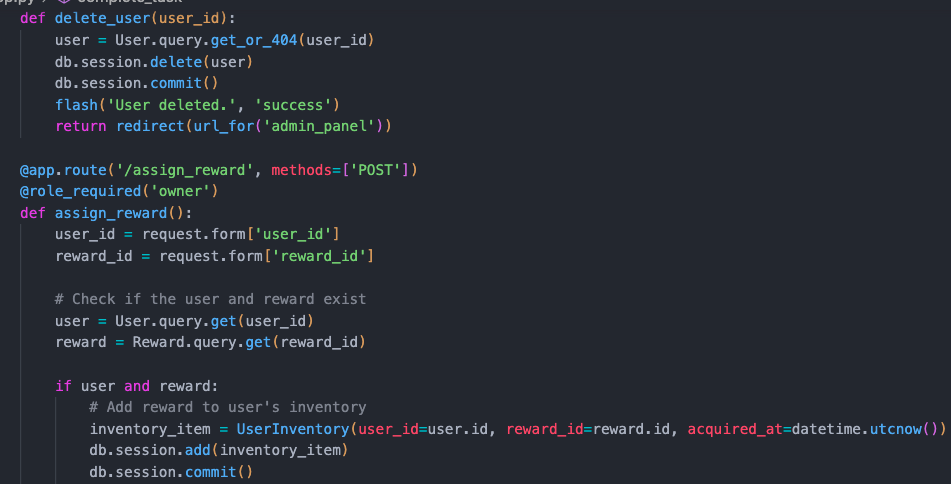 def delete_user(user_id):
    user = User.query.get_or_404(user_id)
    db.session.delete(user)
    db.session.commit()
    flash('User deleted.', 'success')
    return redirect(url_for('admin_panel'))

@app.route('/assign_reward', methods=['POST'])
@role_required('owner')
def assign_reward():
    user_id = request.form['user_id']
    reward_id = request.form['reward_id']

    # Check if the user and reward exist
    user = User.query.get(user_id)
    reward = Reward.query.get(reward_id)

    if user and reward:
        # Add reward to user's inventory
        inventory_item = UserInventory(user_id=user.id, reward_id=reward.id, acquired_at=datetime.utcnow())
        db.session.add(inventory_item)
        db.session.commit()